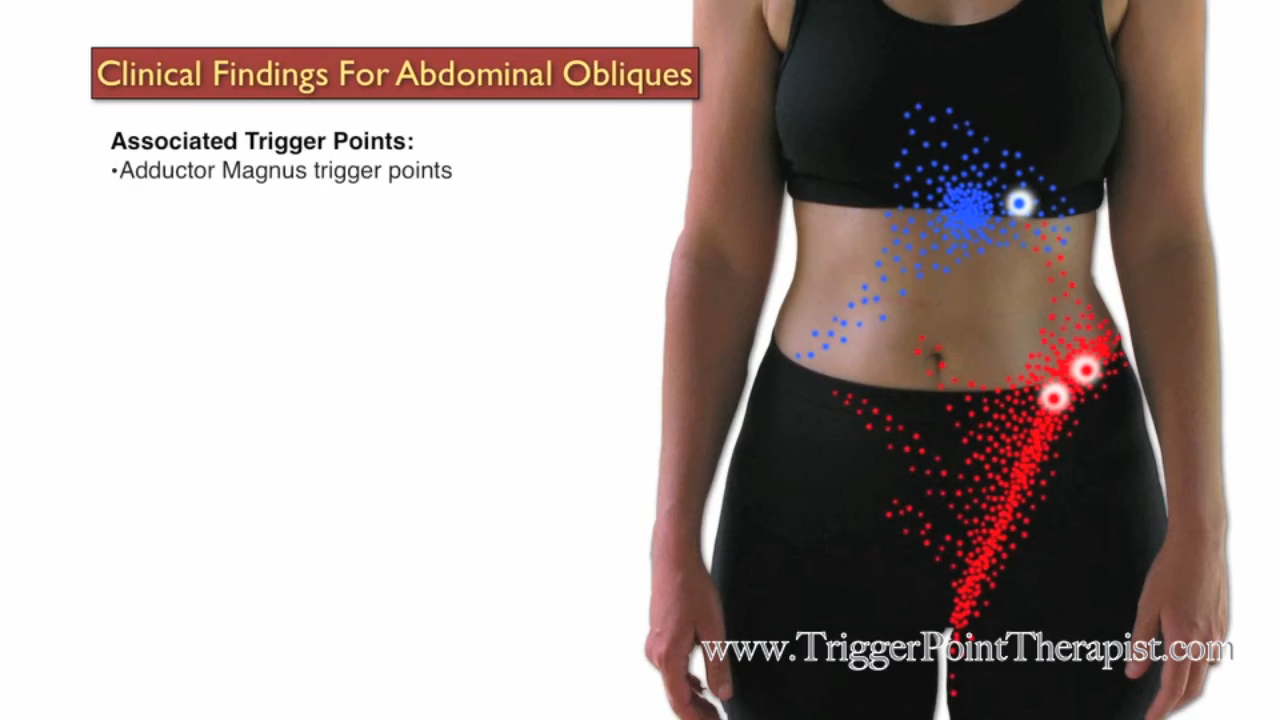 Clinical Findings For Abdominal Obliques
Associated Trigger Points:
•Adductor Magnus trigger points
www.TriggerPointTherapist.com